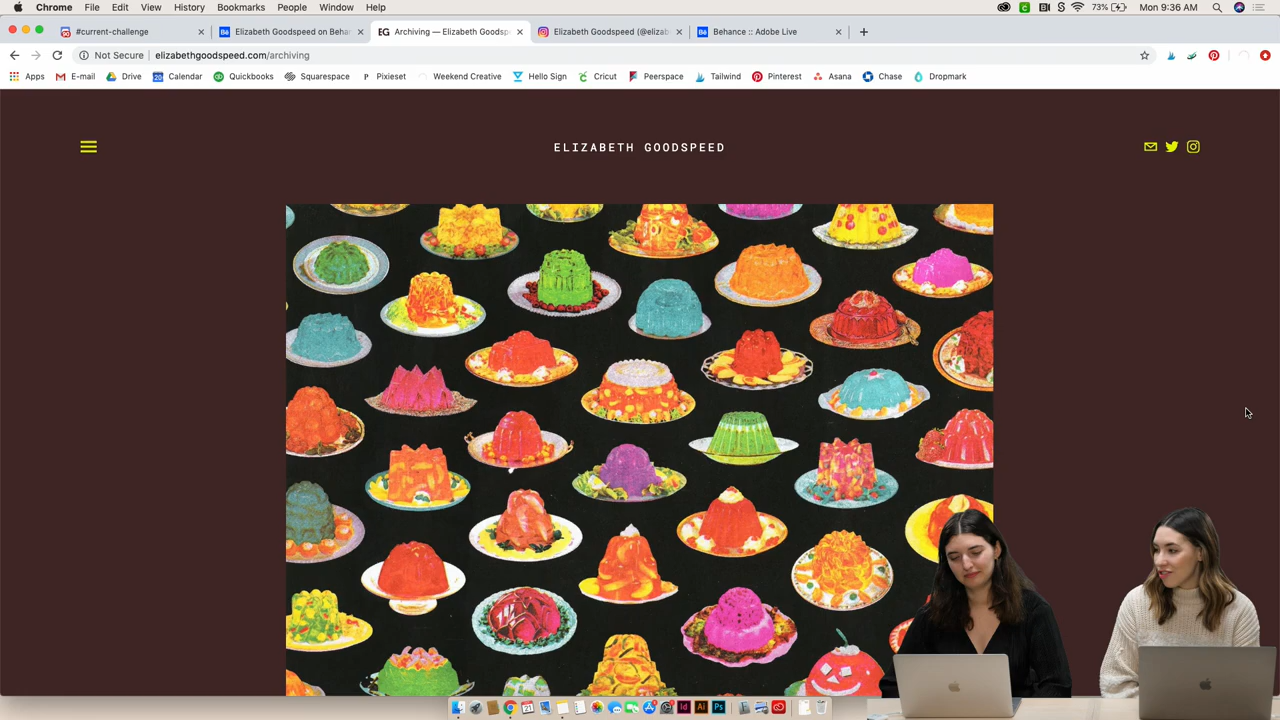 Chrome File Edit View History Bookmarks People Window Help 73% Mon 9:36 AM
#current-challenge Elizabeth Goodspeed on Beha Archiving — Elizabeth Goodsp Elizabeth Goodspeed (@elizab Behance :: Adobe Live
Not Secure elizabethgoodspeed.com/archiving
Apps E-mail Drive Calendar Quickbooks Squarespace Pixieset Weekend Creative Hello Sign Cricut Peerspace Tailwind Pinterest Asana Chase Dropmark
ELIZABETH GOODSPEED